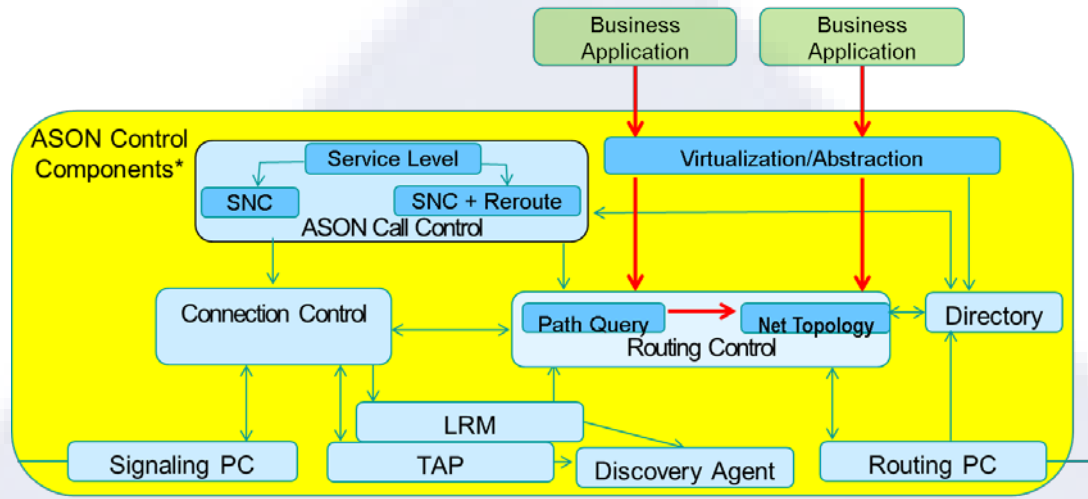 Business
Application
Business
Application
ASON Control
Components*
Service Level
Virtualization/Abstraction
SNC
SNC + Reroute
ASON Call Control
Connection Control
Path Query
Net Topology
Directory
Routing Control
LRM
Signaling PC
TAP
Discovery Agent
Routing PC